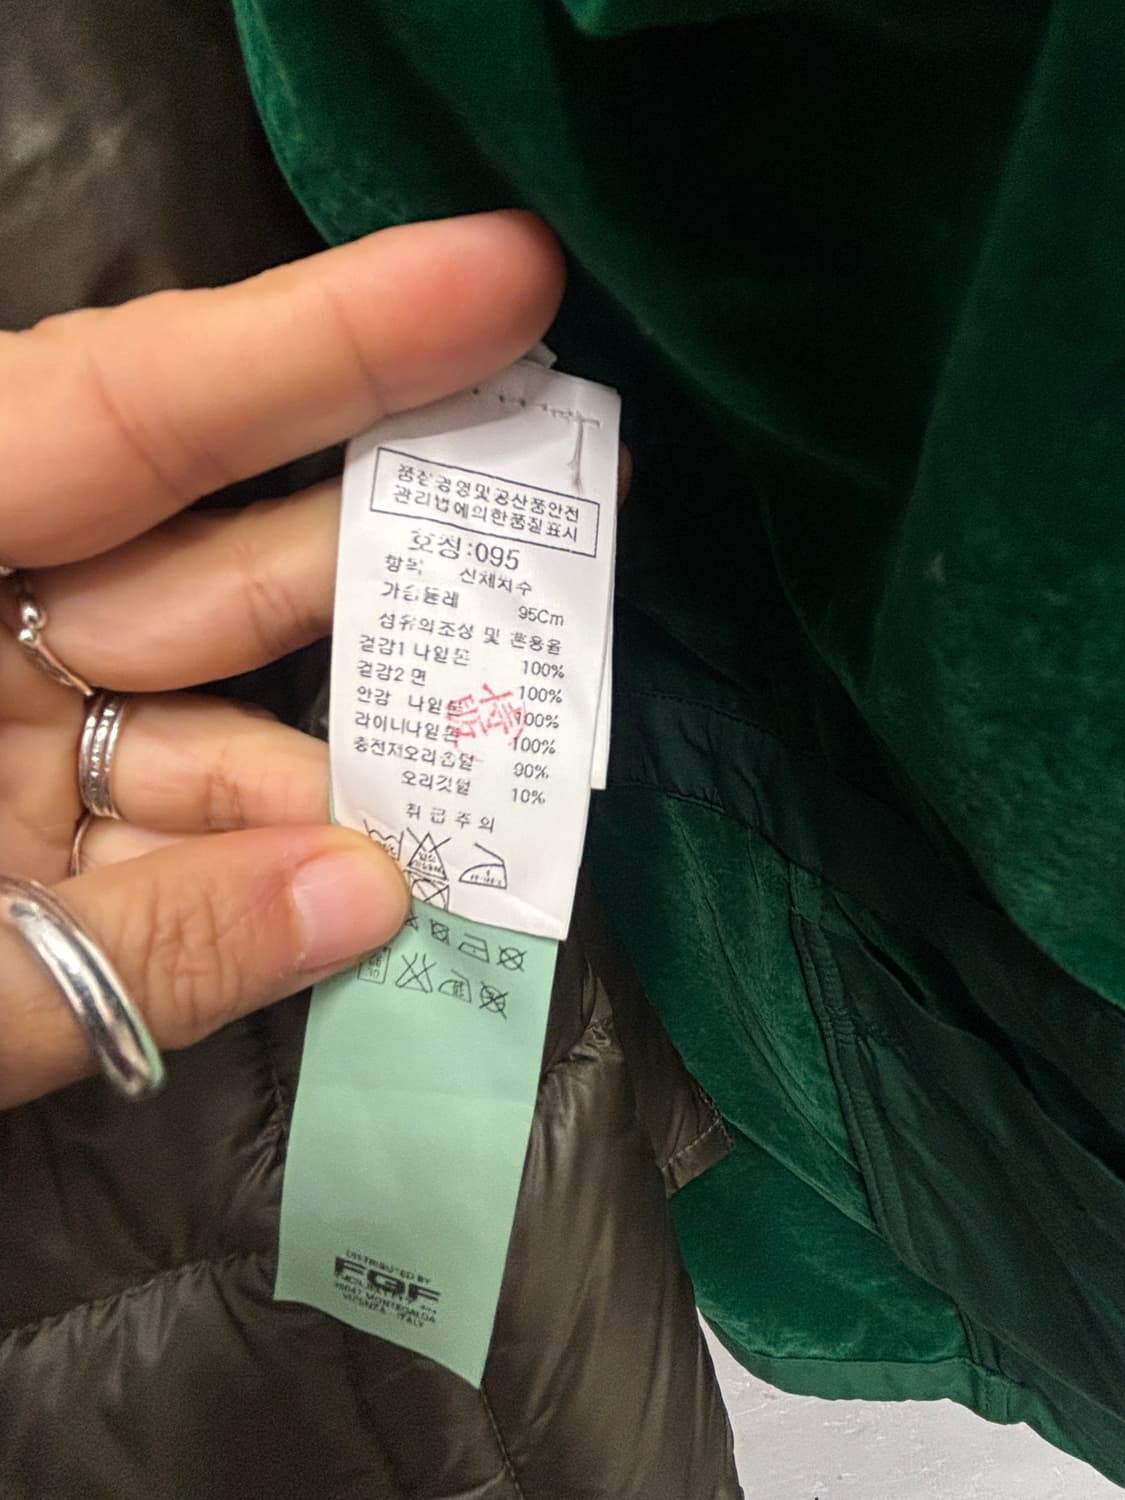 품질경영및공산품안전
관리법에의한품질표시
호칭:095
항목 신체치수
가슴둘레 95Cm
섬유의조성 및 혼용율
겉감1 나일론 100%
겉감2 면 100%
안감 나일론 100%
라이니나일론 100%
충전재오리솜털 90%
오리깃털 10%
취급주의
DISTRIBUTED BY
FGF
INDUSTRY
36047 MONTEGALDA
VICENZA ITALY